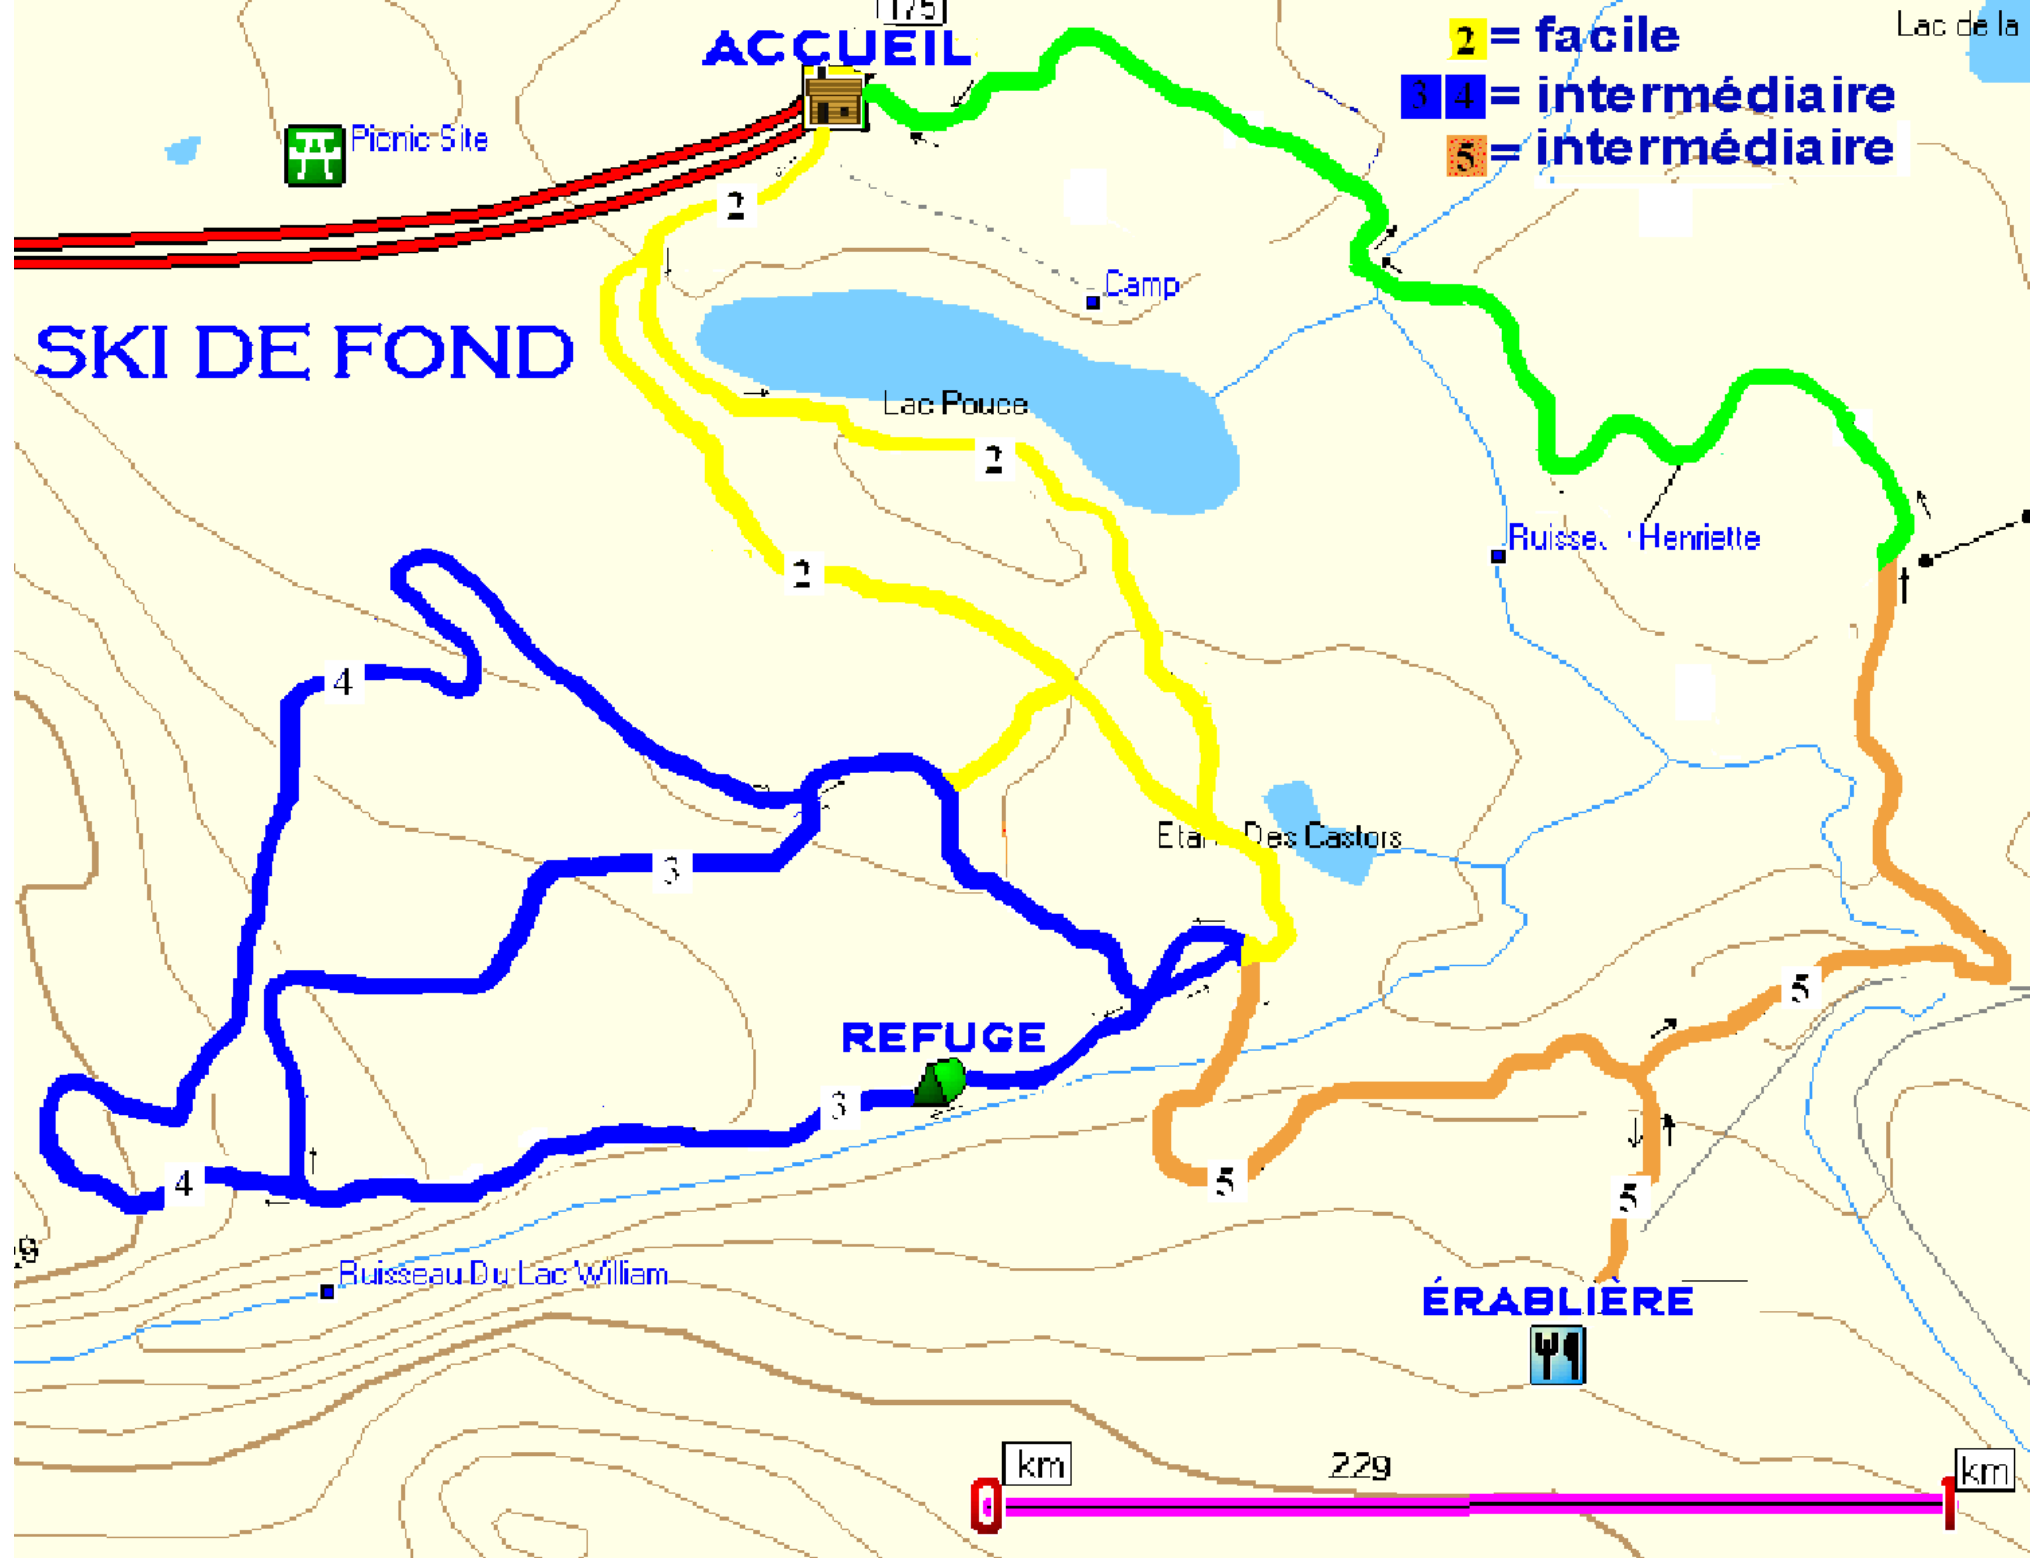 175
ACCUEIL
2 = facile
Lac de la
3 4 = intermédiaire
5 = intermédiaire
Picnic Site
2
Camp
SKI DE FOND
Lac Pouce
2
Henriette
2
4
Des Castors
3
5
REFUGE
3
5
4
5
Ruisseau Du Lac William
ÉRABLIÈRE
km
229
km
0
1